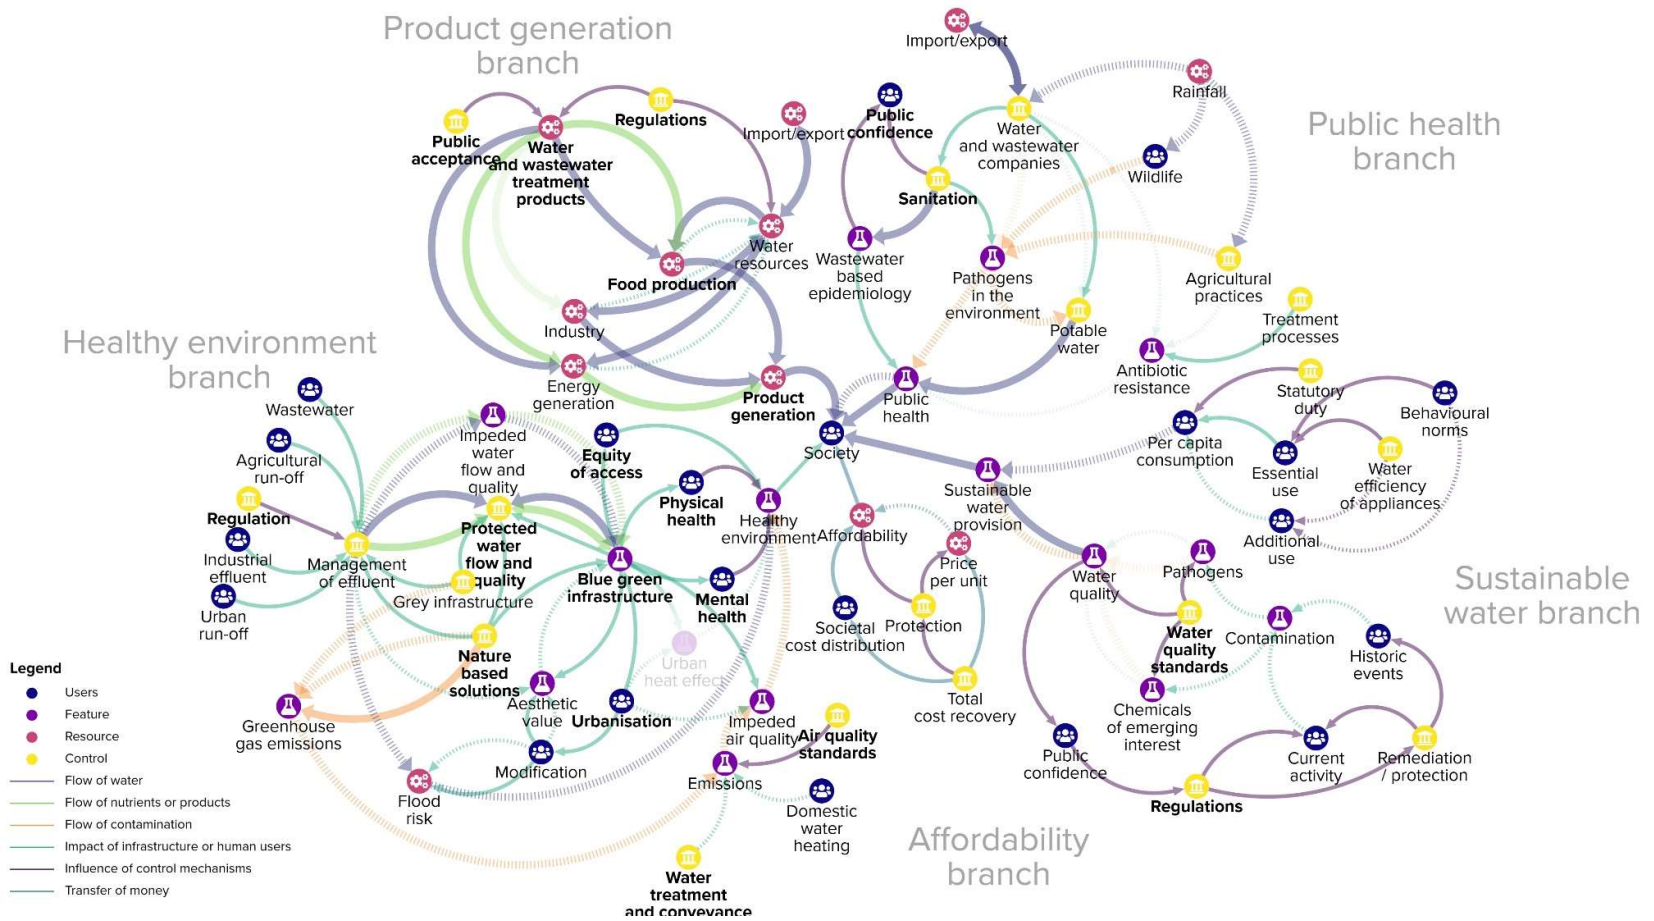 Product generation
branch
Import/export
Rainfall
Public health
branch
Public
acceptance
Water
and wastewater
treatment
products
Regulations
Import/export
Public
confidence
Water
and wastewater
companies
Wildlife
Sanitation
Water
resources
Food production
Wastewater
based
epidemiology
Pathogens
in the
environment
Agricultural
practices
Industry
Potable
water
Treatment
processes
Energy
generation
Product
generation
Public
health
Antibiotic
resistance
Healthy environment
branch
Wastewater
Agricultural
run-off
Regulation
Industrial
effluent
Urban
run-off
Management
of effluent
Impeded
water
flow and
quality
Protected
water
flow and
quality
Grey infrastructure
Nature
based
solutions
Greenhouse
gas emissions
Equity
of access
Physical
health
Healthy
environment
Blue green
infrastructure
Mental
health
Urban
heat effect
Aesthetic
value
Urbanisation
Impeded
air quality
Air quality
standards
Modification
Flood
risk
Emissions
Domestic
water
heating
Water
treatment
and conveyance
Society
Affordability
Price
per unit
Societal
cost distribution
Protection
Total
cost recovery
Affordability
branch
Statutory
duty
Behavioural
norms
Per capita
consumption
Essential
use
Water
efficiency
of appliances
Additional
use
Sustainable
water
provision
Water
quality
Pathogens
Water
quality
standards
Contamination
Historic
events
Chemicals
of emerging
interest
Public
confidence
Current
activity
Remediation
/ protection
Regulations
Sustainable
water branch
Legend
Users
Feature
Resource
Control
Flow of water
Flow of nutrients or products
Flow of contamination
Impact of infrastructure or human users
Influence of control mechanisms
Transfer of money